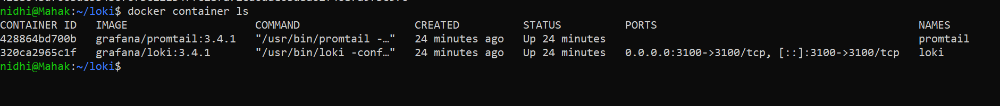 nidhi@Mahak:~/loki$ docker container ls
CONTAINER ID   IMAGE                    COMMAND                  CREATED          STATUS          PORTS                                         NAMES
428864bd700b   grafana/promtail:3.4.1   "/usr/bin/promtail -…"   24 minutes ago   Up 24 minutes                                                 promtail
320ca2965c1f   grafana/loki:3.4.1       "/usr/bin/loki -conf…"   24 minutes ago   Up 24 minutes   0.0.0.0:3100->3100/tcp, [::]:3100->3100/tcp   loki
nidhi@Mahak:~/loki$